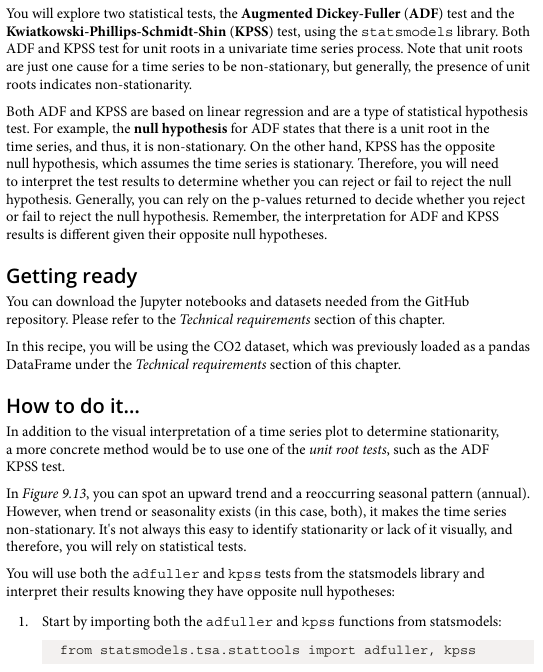 You will explore two statistical tests, the Augmented Dickey-Fuller (ADF) test and the
Kwiatkowski-Phillips-Schmidt-Shin (KPSS) test, using the statsmodels library. Both
ADF and KPSS test for unit roots in a univariate time series process. Note that unit roots
are just one cause for a time series to be non-stationary, but generally, the presence of unit
roots indicates non-stationarity.
Both ADF and KPSS are based on linear regression and are a type of statistical hypothesis
test. For example, the null hypothesis for ADF states that there is a unit root in the
time series, and thus, it is non-stationary. On the other hand, KPSS has the opposite
null hypothesis, which assumes the time series is stationary. Therefore, you will need
to interpret the test results to determine whether you can reject or fail to reject the null
hypothesis. Generally, you can rely on the p-values returned to decide whether you reject
or fail to reject the null hypothesis. Remember, the interpretation for ADF and KPSS
results is different given their opposite null hypotheses.
Getting ready
You can download the Jupyter notebooks and datasets needed from the GitHub
repository. Please refer to the Technical requirements section of this chapter.
In this recipe, you will be using the CO2 dataset, which was previously loaded as a pandas
DataFrame under the Technical requirements section of this chapter.
How to do it...
In addition to the visual interpretation of a time series plot to determine stationarity,
a more concrete method would be to use one of the unit root tests, such as the ADF
KPSS test.
In Figure 9.13, you can spot an upward trend and a reoccurring seasonal pattern (annual).
However, when trend or seasonality exists (in this case, both), it makes the time series
non-stationary. It's not always this easy to identify stationarity or lack of it visually, and
therefore, you will rely on statistical tests.
You will use both the adfuller and kpss tests from the statsmodels library and
interpret their results knowing they have opposite null hypotheses:
1. Start by importing both the adfuller and kpss functions from statsmodels:
from statsmodels.tsa.stattools import adfuller, kpss